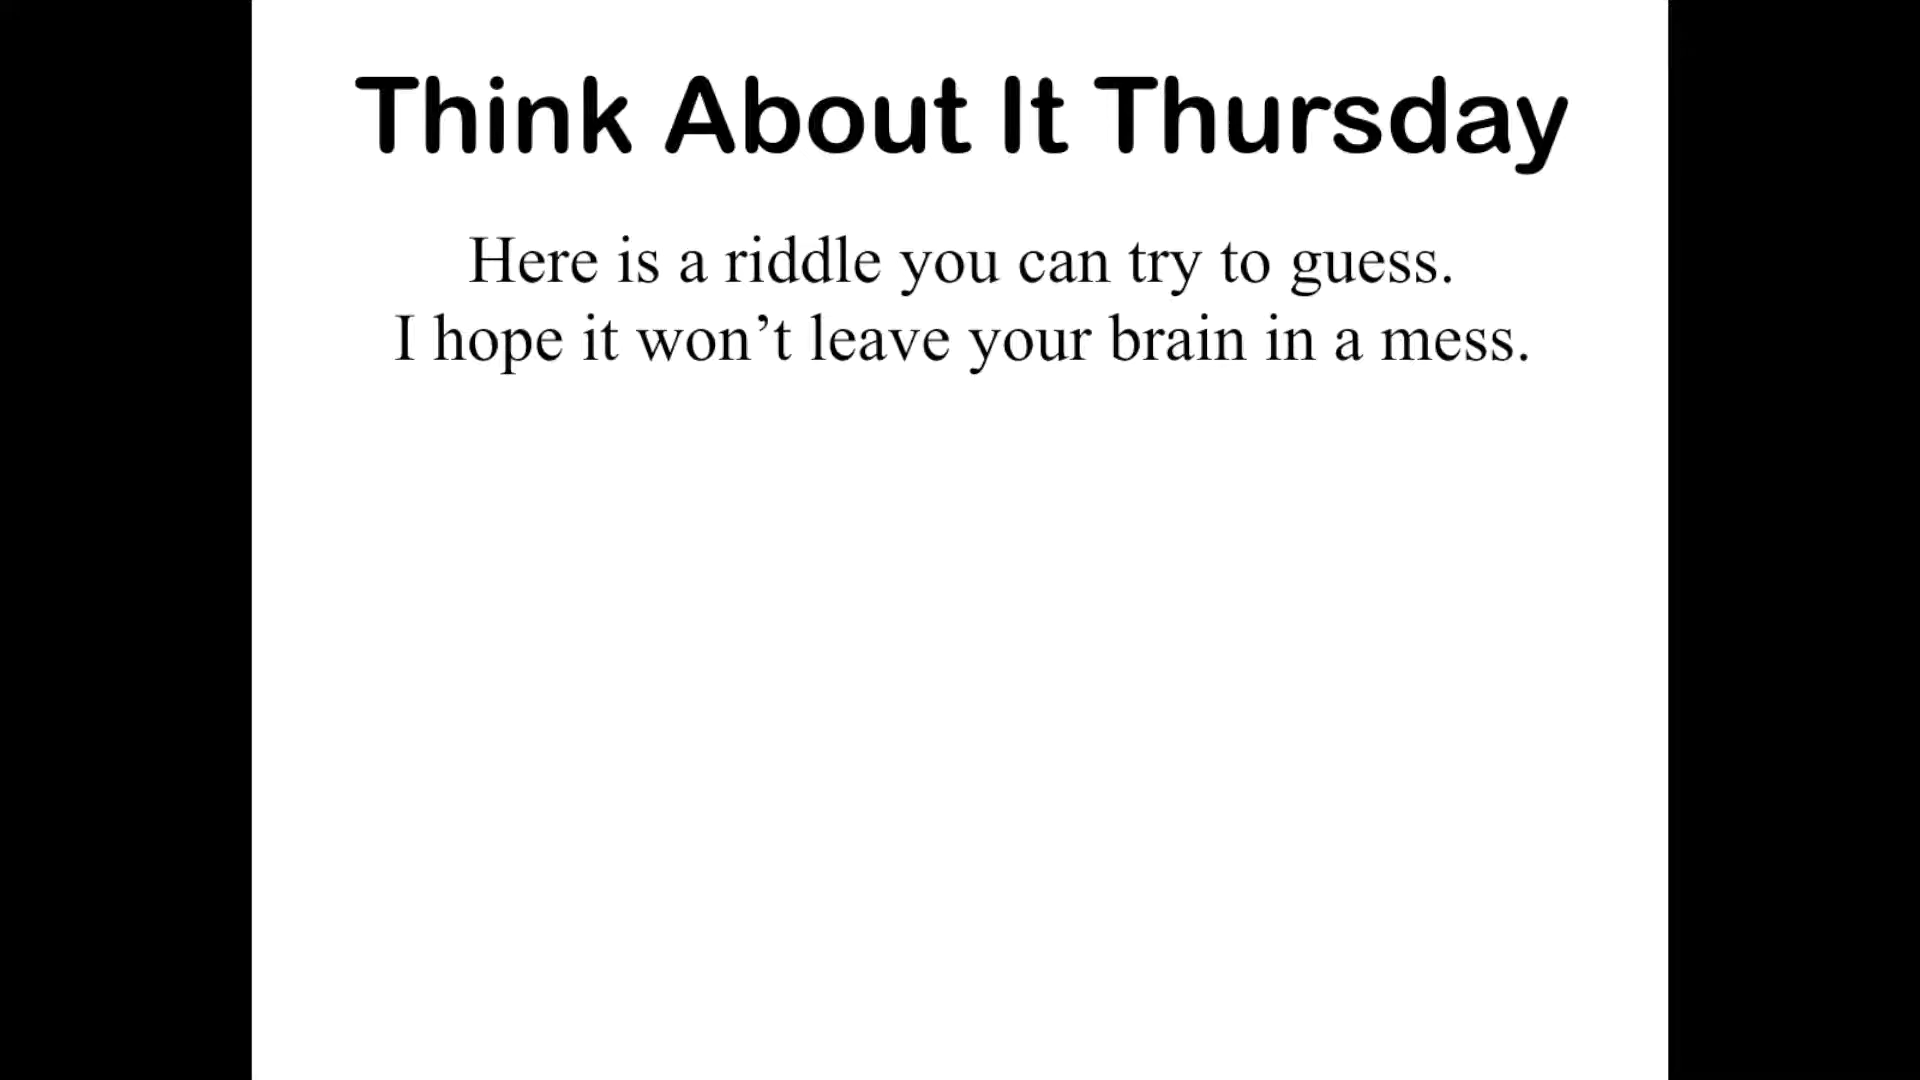 Think About It Thursday
Here is a riddle you can try to guess.
I hope it won’t leave your brain in a mess.